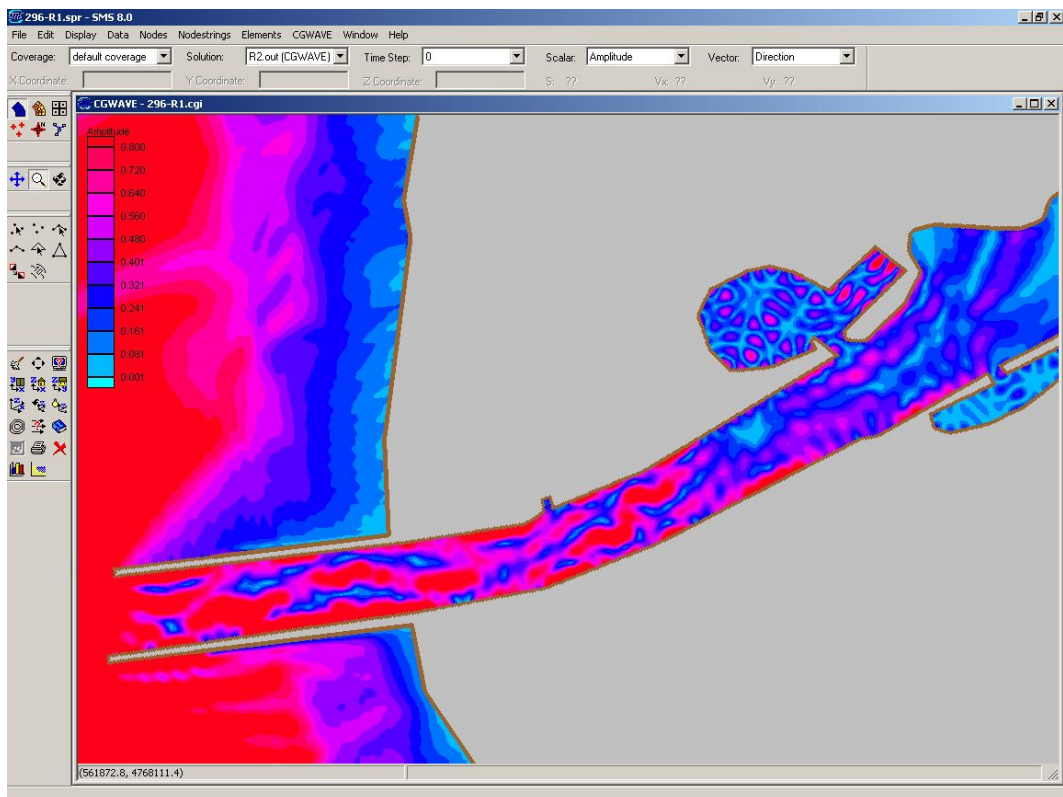 296-R1.spr - SMS 8.0
File Edit Display Data Nodes Nodestrings Elements CGWAVE Window Help
Coverage: default coverage Solution: R2.out (CGWAVE) Time Step: 0 Scalar: Amplitude Vector: Direction
X Coordinate: Y Coordinate: Z Coordinate: S: ?? Vx: ?? Vy: ??
CGWAVE - 296-R1.cgi
Amplitude
0.800
0.720
0.640
0.560
0.480
0.401
0.321
0.241
0.161
0.081
0.001
(561872.8, 4768111.4)